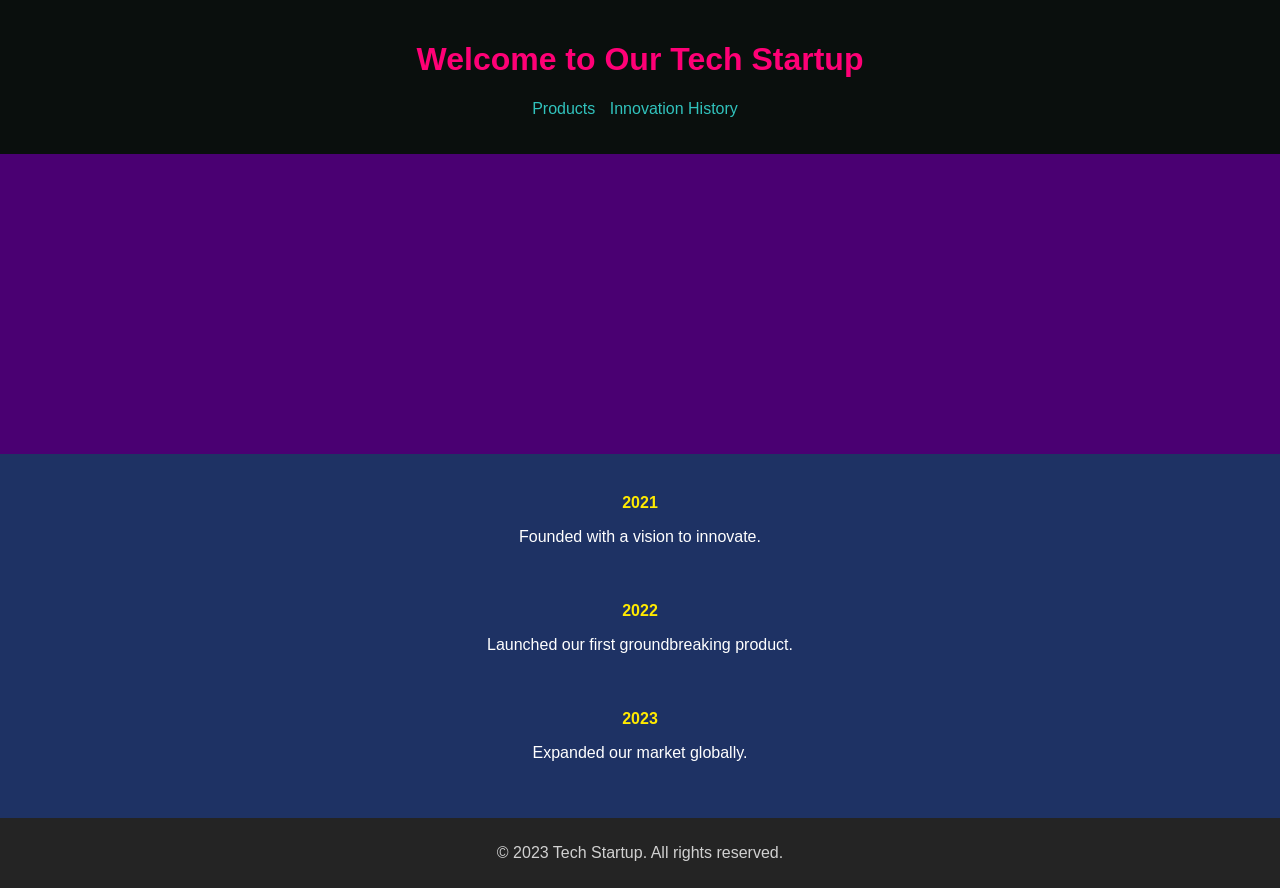 Welcome to Our Tech Startup
Products Innovation History
2021
Founded with a vision to innovate.
2022
Launched our first groundbreaking product.
2023
Expanded our market globally.
© 2023 Tech Startup. All rights reserved.